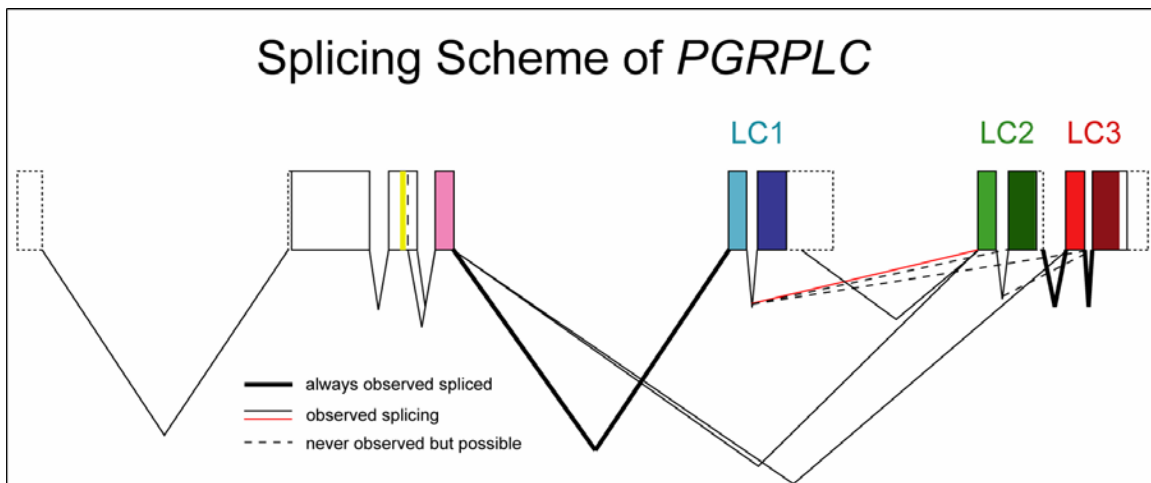 Splicing Scheme of PGRPLC
LC1
LC2
LC3
always observed spliced
observed splicing
never observed but possible